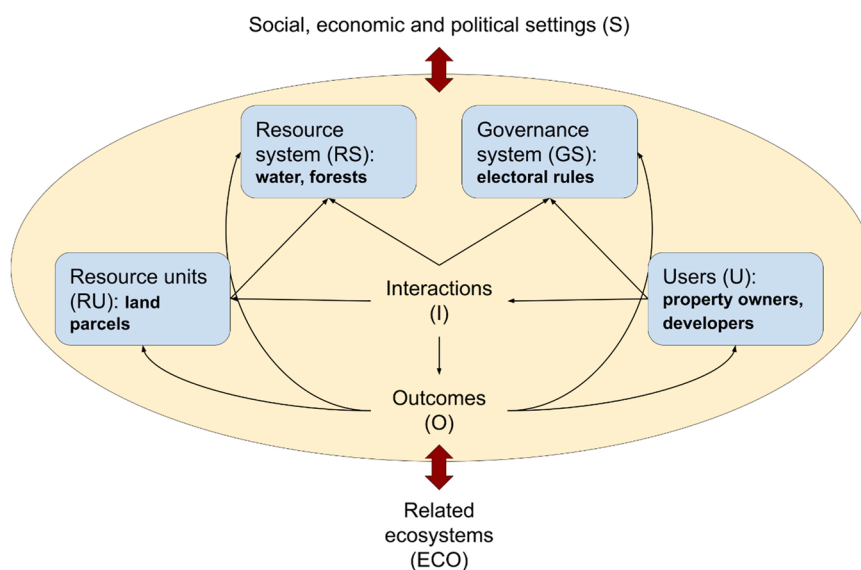 Social, economic and political settings (S)
Resource
system (RS):
water, forests
Governance
system (GS):
electoral rules
Resource units
(RU): land
parcels
Interactions
(I)
Users (U):
property owners,
developers
Outcomes
(O)
Related
ecosystems
(ECO)